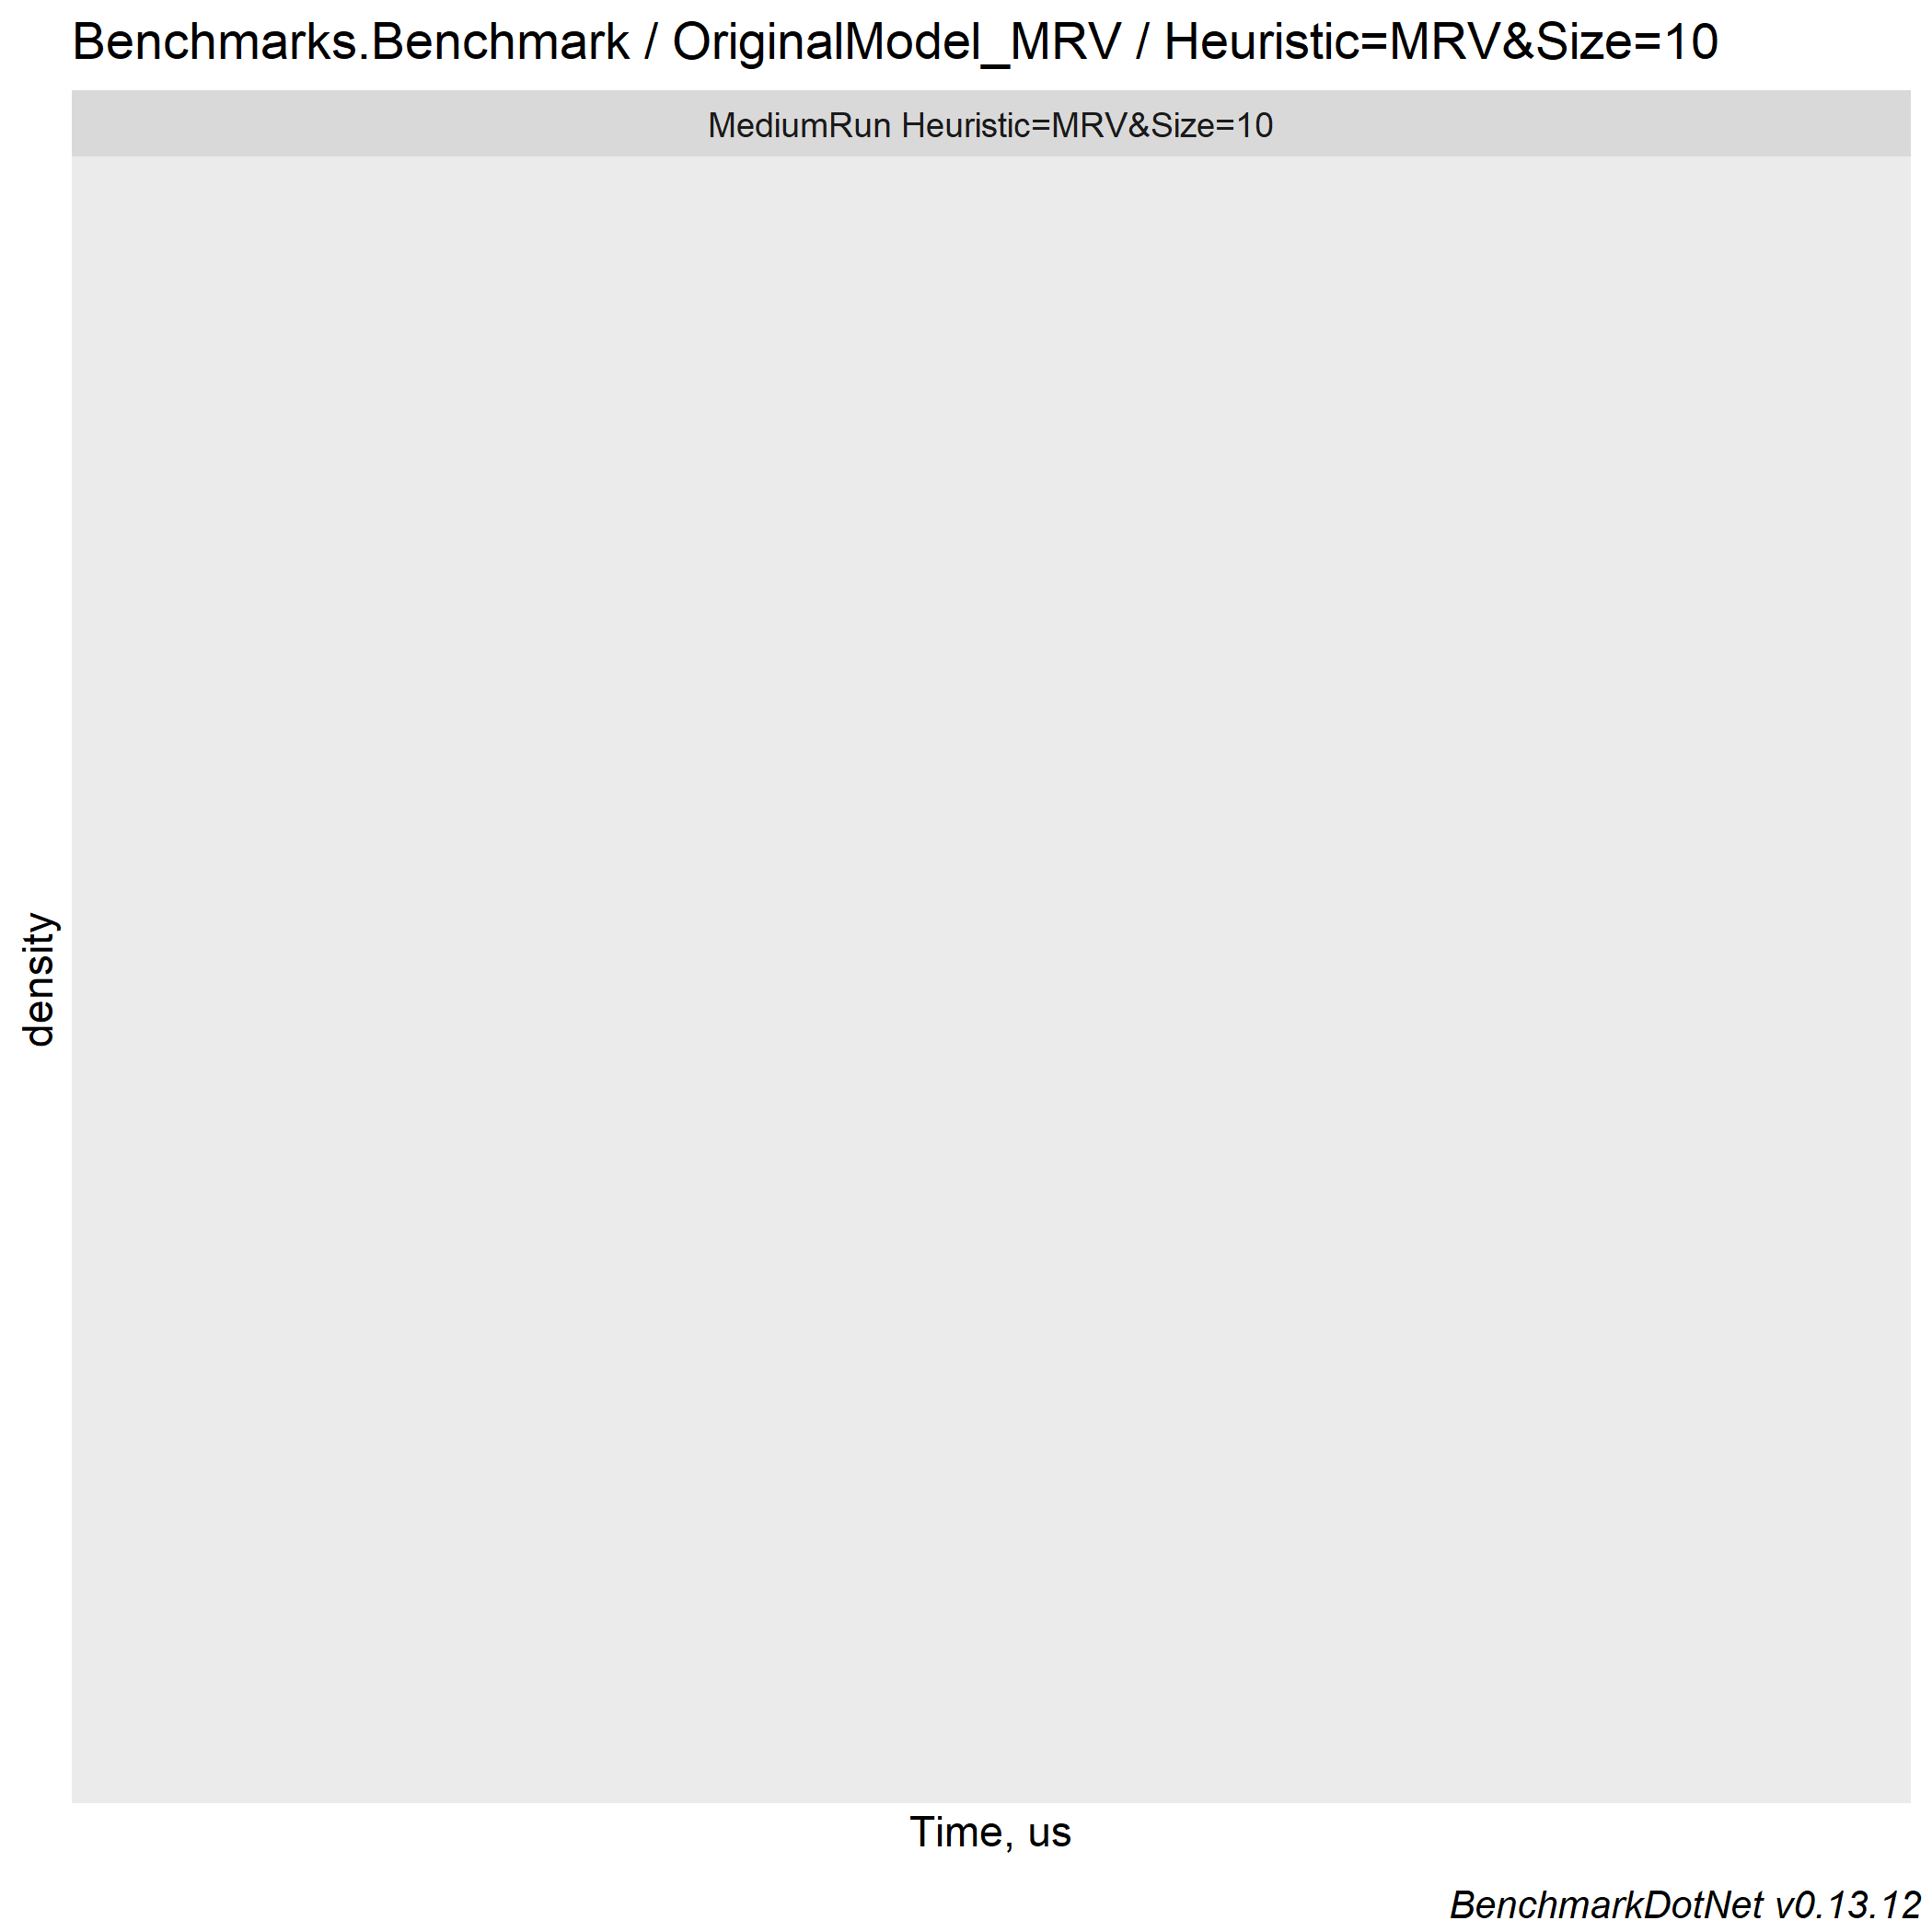 Benchmarks.Benchmark / OriginalModel_MRV / Heuristic=MRV&Size=10
MediumRun Heuristic=MRV&Size=10
density
Time, us
BenchmarkDotNet v0.13.12